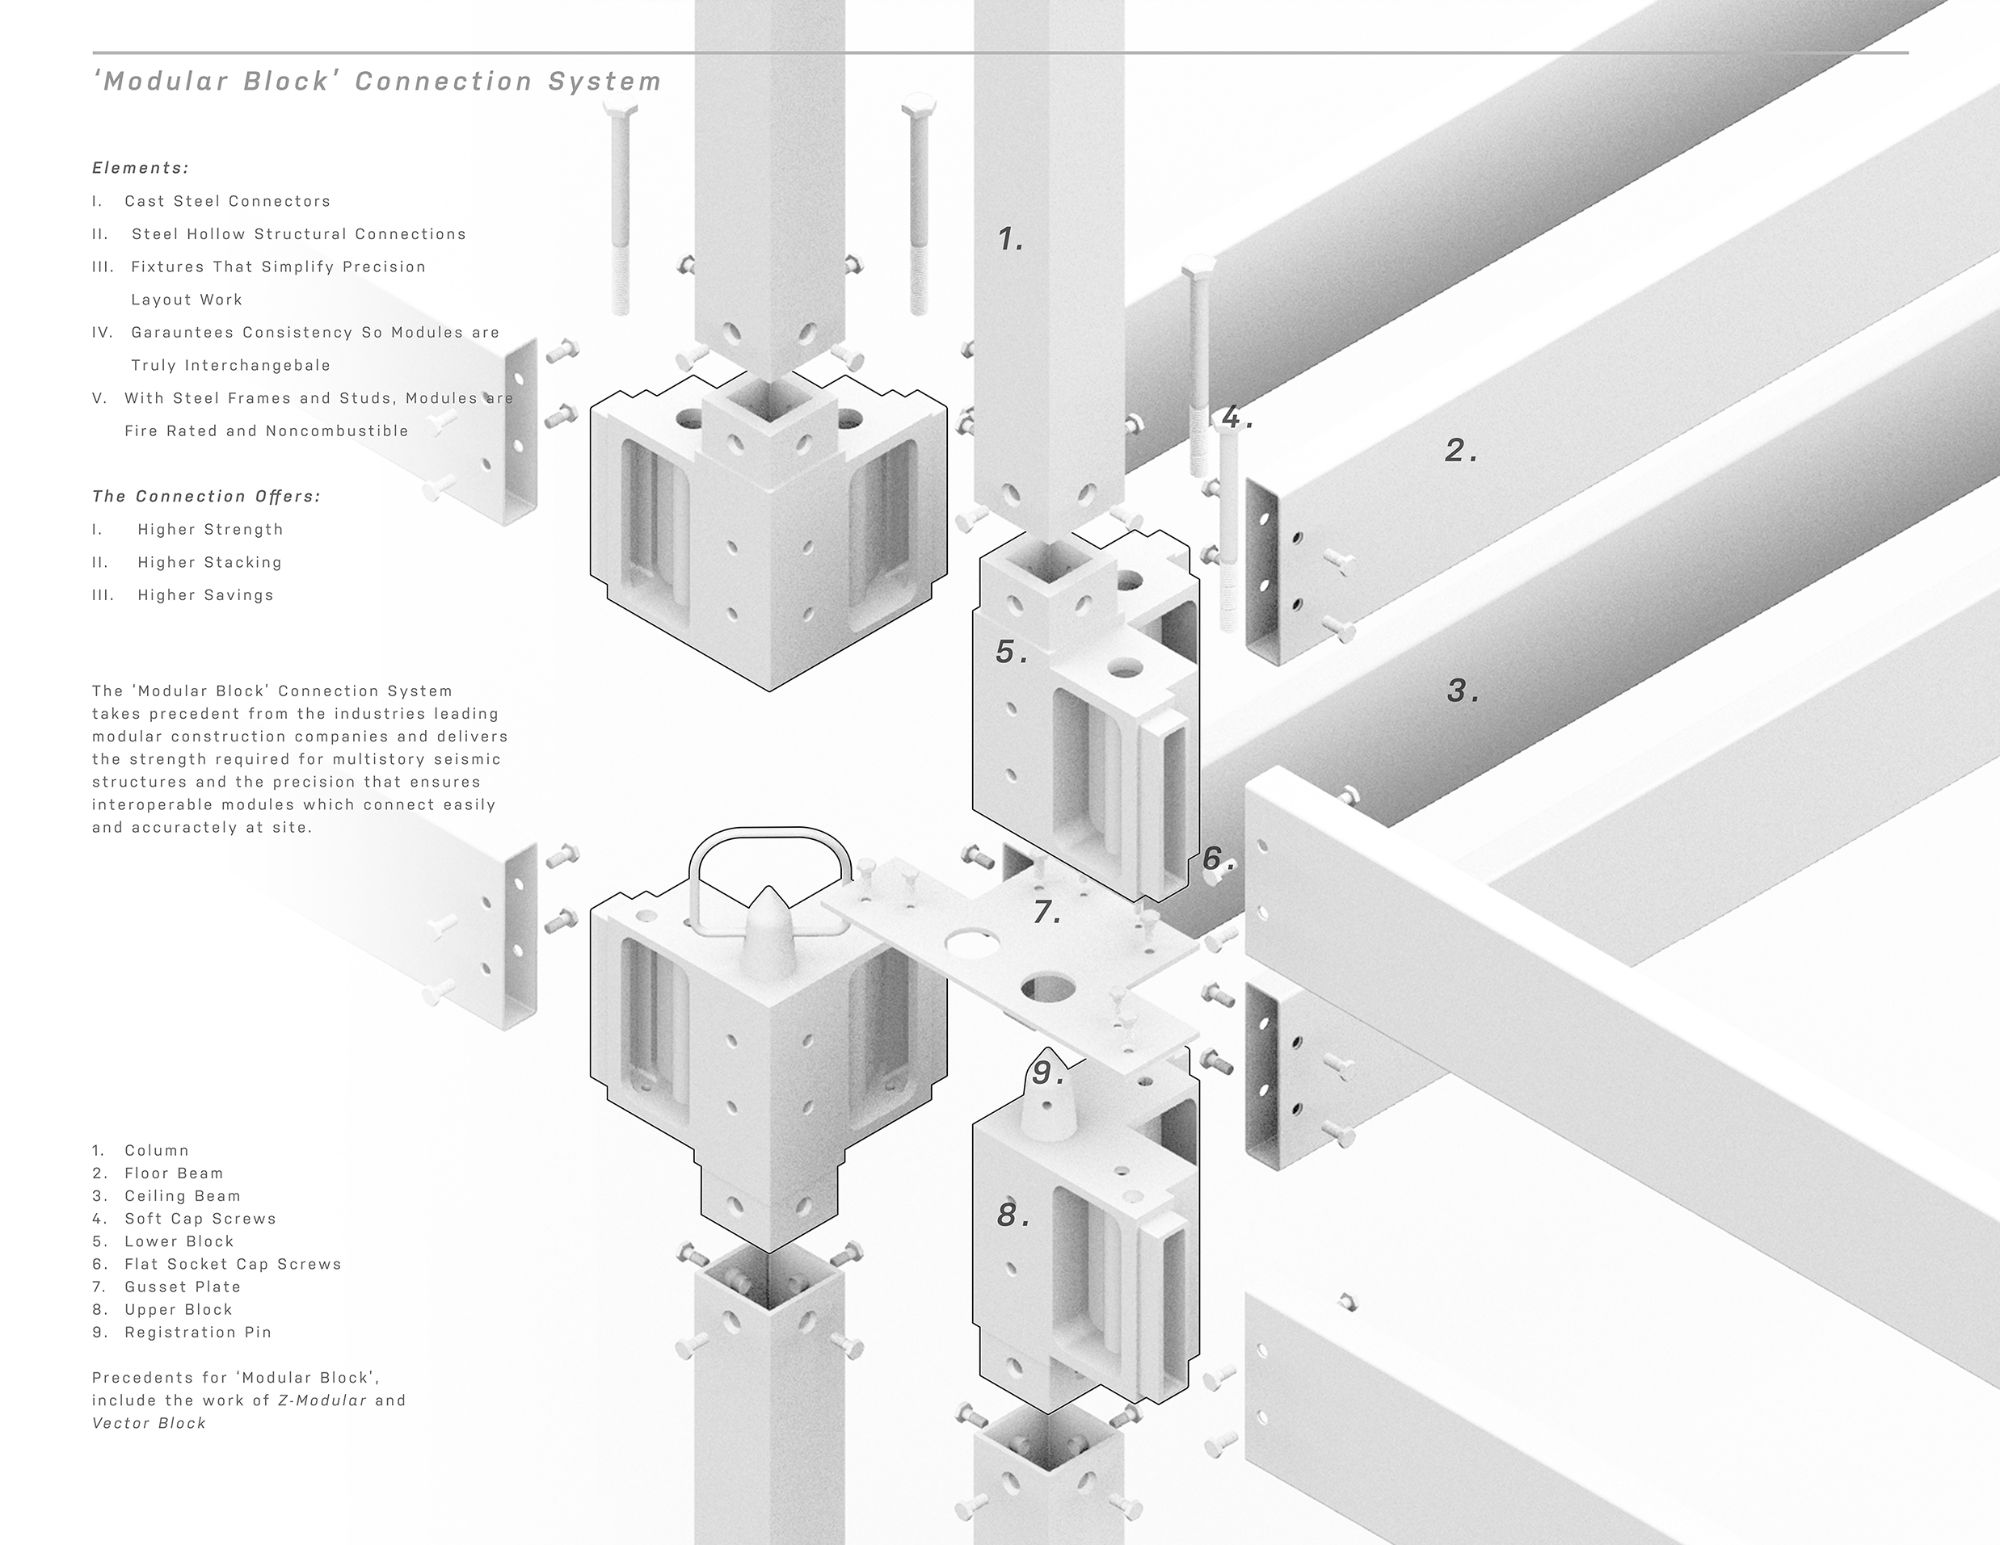 ‘Modular Block’ Connection System
Elements:
I. Cast Steel Connectors
II. Steel Hollow Structural Connections
III. Fixtures That Simplify Precision
Layout Work
IV. Garauntees Consistency So Modules are
Truly Interchangebale
V. With Steel Frames and Studs, Modules are
Fire Rated and Noncombustible
The Connection Offers:
I. Higher Strength
II. Higher Stacking
III. Higher Savings
The ‘Modular Block’ Connection System
takes precedent from the industries leading
modular construction companies and delivers
the strength required for multistory seismic
structures and the precision that ensures
interoperable modules which connect easily
and accuractely at site.
1. Column
2. Floor Beam
3. Ceiling Beam
4. Soft Cap Screws
5. Lower Block
6. Flat Socket Cap Screws
7. Gusset Plate
8. Upper Block
9. Registration Pin
Precedents for ‘Modular Block’,
include the work of Z-Modular and
Vector Block
1.
4.
2.
5.
3.
6.
7.
9.
8.